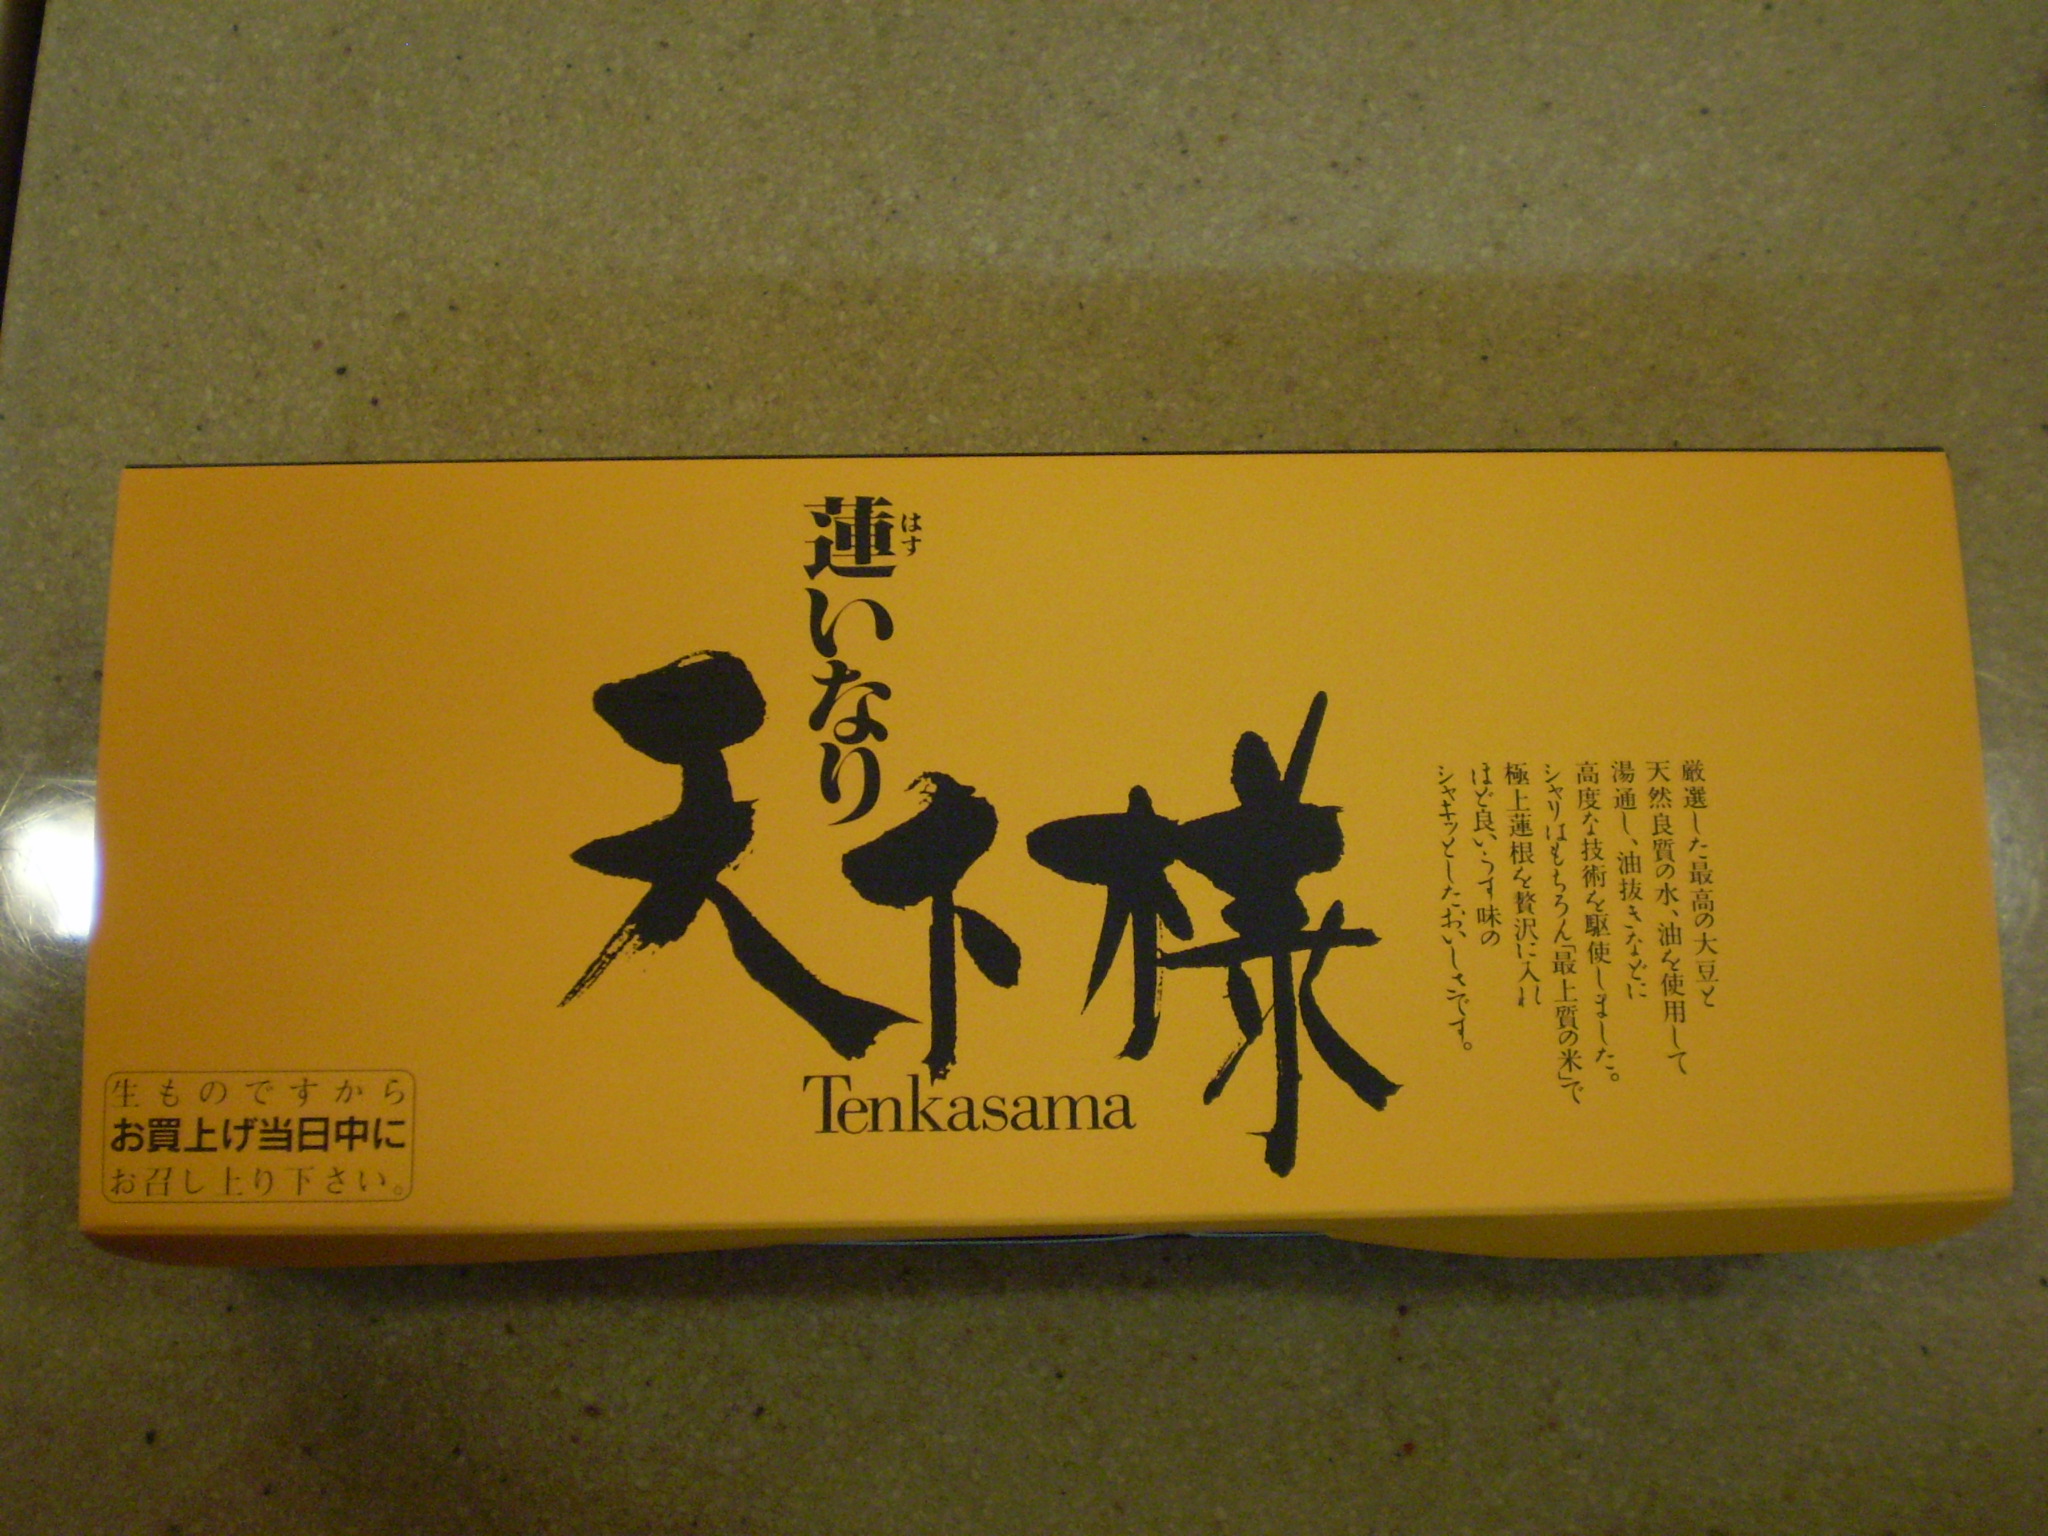 蓮いなり
はす
天下様
Tenkasama
厳選した最高の大豆と
天然良質の水、油を使用して
湯通し、油抜きなどに
高度な技術を駆使しました。
シャリはもちろん「最上質の米」で
極上蓮根を贅沢に入れ
ほど良いうす味の
シャキッとしたおいしさです。
生ものですから
お買上げ当日中に
お召し上り下さい。